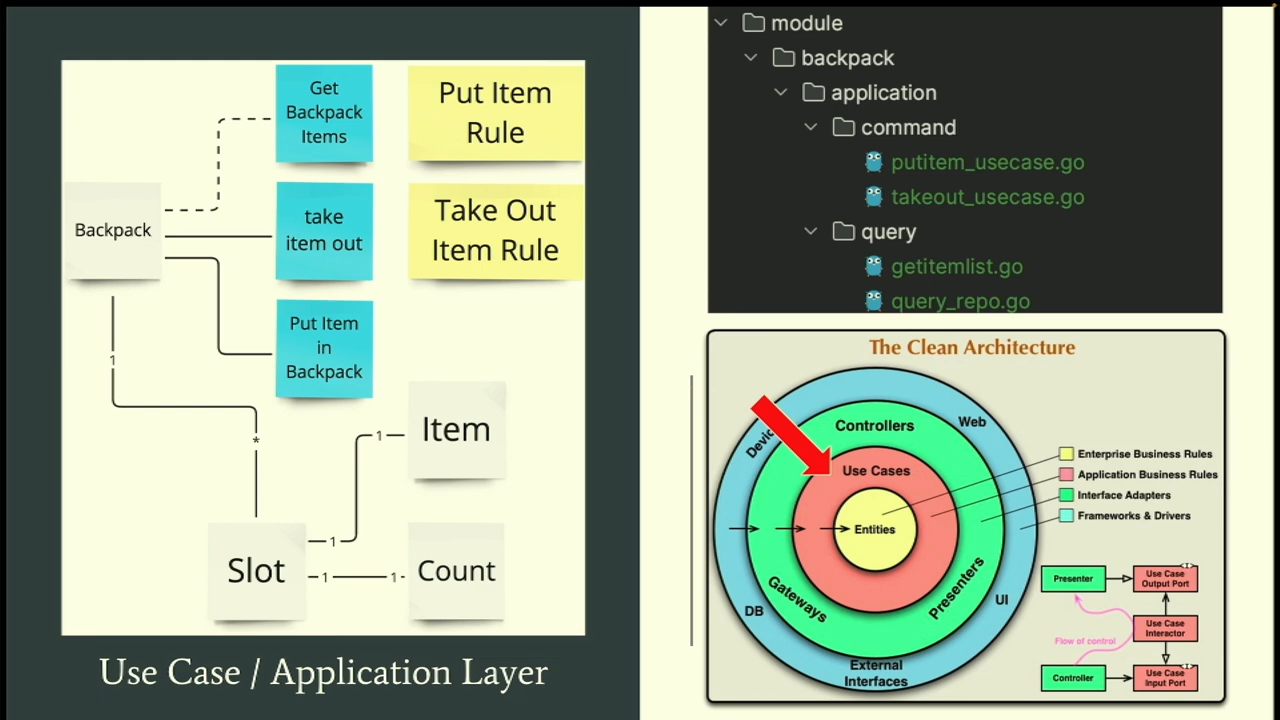 Get
Backpack
Items
Put Item
Rule
Backpack
take
item out
Take Out
Item Rule
Put Item
in
Backpack
1
*
1
Item
1
Slot
1
1
Count
Use Case / Application Layer
module
backpack
application
command
putitem_usecase.go
takeout_usecase.go
query
getitemlist.go
query_repo.go
The Clean Architecture
Devic
Controllers
Web
Use Cases
Entities
Gateways
Presenters
DB
UI
External
Interfaces
Enterprise Business Rules
Application Business Rules
Interface Adapters
Frameworks & Drivers
Presenter
Use Case
Output Port
Use Case
Interactor
Flow of control
Controller
Use Case
Input Port